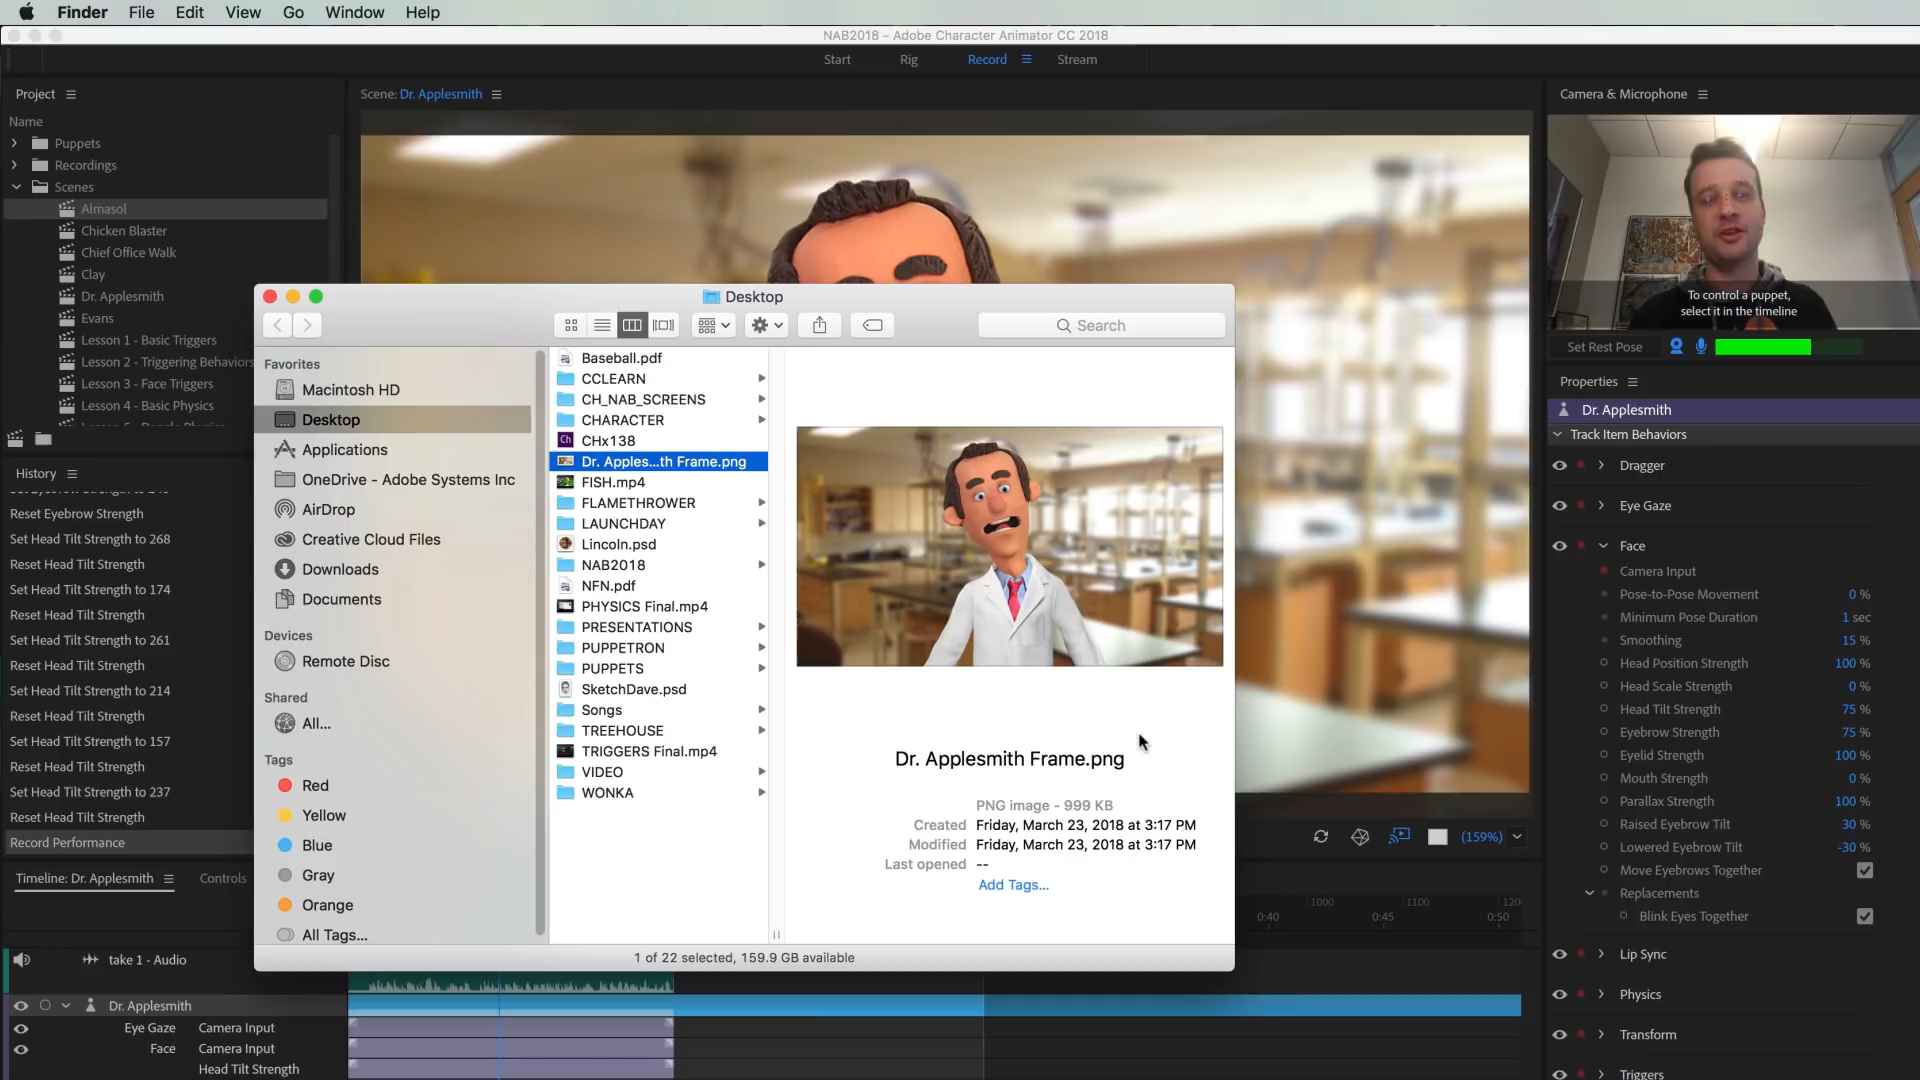 Finder File Edit View Go Window Help
NAB2018 – Adobe Character Animator CC 2018
Start Rig Record Stream
Project
Name
Puppets
Recordings
Scenes
Almasol
Chicken Blaster
Chief Office Walk
Clay
Dr. Applesmith
Evans
Lesson 1 - Basic Triggers
Lesson 2 - Triggering Behaviors
Lesson 3 - Face Triggers
Lesson 4 - Basic Physics
History
Reset Eyebrow Strength
Set Head Tilt Strength to 268
Reset Head Tilt Strength
Set Head Tilt Strength to 174
Reset Head Tilt Strength
Set Head Tilt Strength to 261
Reset Head Tilt Strength
Set Head Tilt Strength to 214
Reset Head Tilt Strength
Set Head Tilt Strength to 157
Reset Head Tilt Strength
Set Head Tilt Strength to 237
Reset Head Tilt Strength
Record Performance
Scene: Dr. Applesmith
Desktop
Search
Favorites
Macintosh HD
Desktop
Applications
OneDrive - Adobe Systems Inc
AirDrop
Creative Cloud Files
Downloads
Documents
Devices
Remote Disc
Shared
All...
Tags
Red
Yellow
Blue
Gray
Orange
All Tags...
Baseball.pdf
CCLEARN
CH_NAB_SCREENS
CHARACTER
Ch CHx138
Dr. Apples...th Frame.png
FISH.mp4
FLAMETHROWER
LAUNCHDAY
Lincoln.psd
NAB2018
NFN.pdf
PHYSICS Final.mp4
PRESENTATIONS
PUPPETRON
PUPPETS
SketchDave.psd
Songs
TREEHOUSE
TRIGGERS Final.mp4
VIDEO
WONKA
Dr. Applesmith Frame.png
PNG image - 999 KB
Created Friday, March 23, 2018 at 3:17 PM
Modified Friday, March 23, 2018 at 3:17 PM
Last opened --
Add Tags...
1 of 22 selected, 159.9 GB available
(159%)
Camera & Microphone
To control a puppet,
select it in the timeline
Set Rest Pose
Properties
Dr. Applesmith
Track Item Behaviors
Dragger
Eye Gaze
Face
Camera Input
Pose-to-Pose Movement 0 %
Minimum Pose Duration 1 sec
Smoothing 15 %
Head Position Strength 100 %
Head Scale Strength 0 %
Head Tilt Strength 75 %
Eyebrow Strength 75 %
Eyelid Strength 100 %
Mouth Strength 0 %
Parallax Strength 100 %
Raised Eyebrow Tilt 30 %
Lowered Eyebrow Tilt -30 %
Move Eyebrows Together
Replacements
Blink Eyes Together
Lip Sync
Physics
Transform
Triggers
Timeline: Dr. Applesmith Controls
1000 1100
0:40 0:45 0:50
take 1 - Audio
Dr. Applesmith
Eye Gaze Camera Input
Face Camera Input
Head Tilt Strength